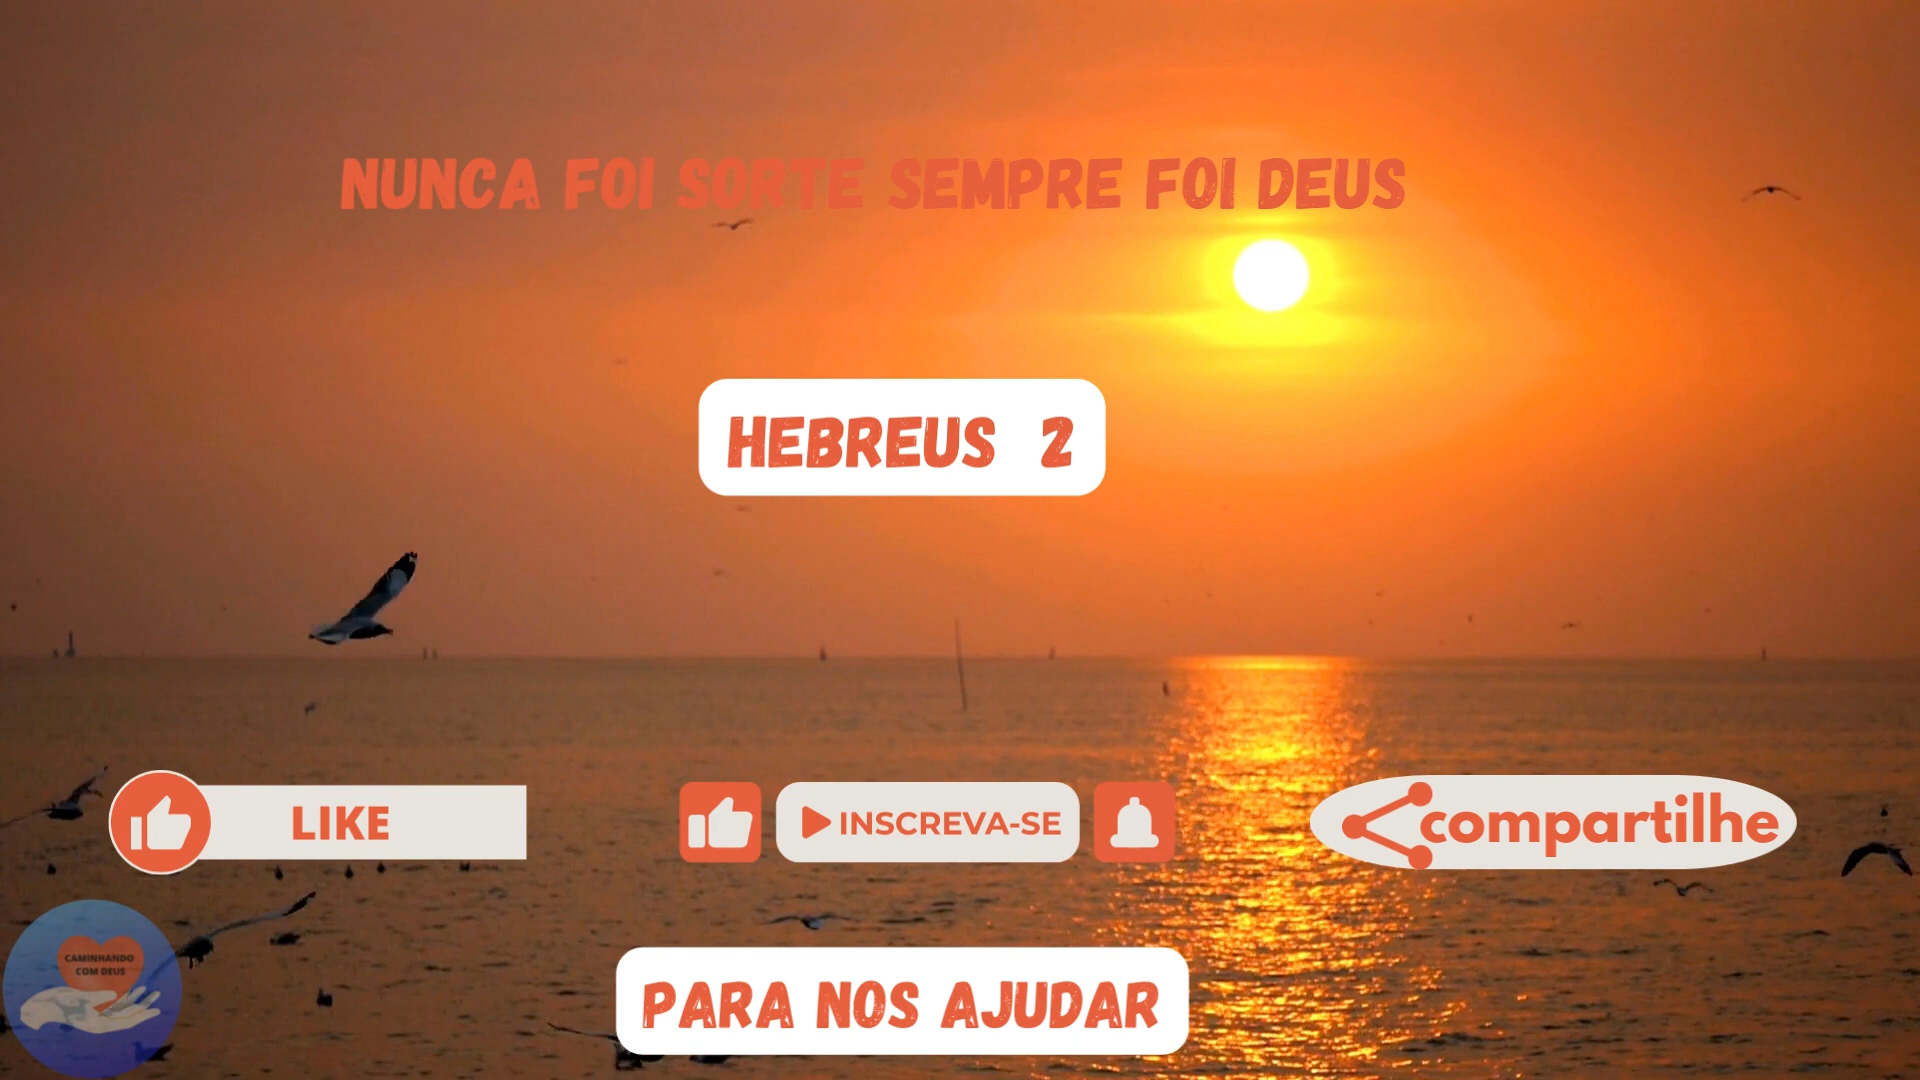 NUNCA FOI SORTE SEMPRE FOI DEUS
HEBREUS 2
LIKE
INSCREVA-SE
compartilhe
CAMINHANDO
COM DEUS
PARA NOS AJUDAR